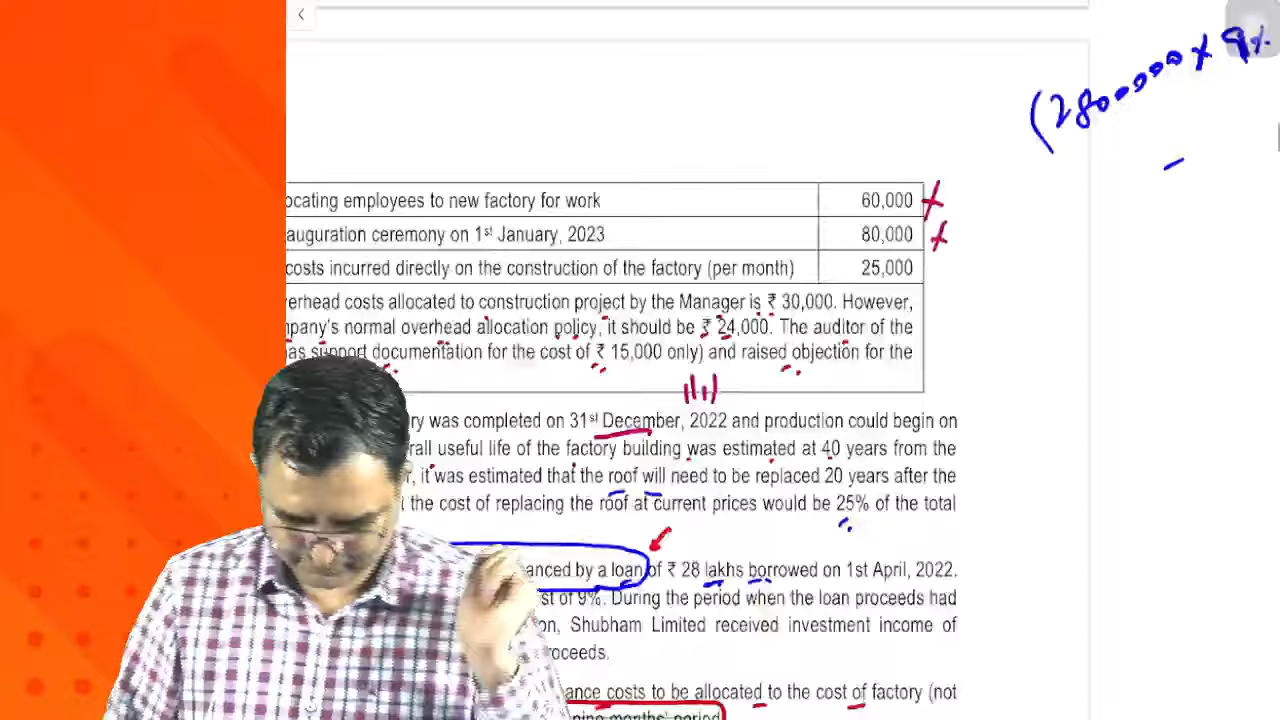 (2800000 × 9%
-
ocating employees to new factory for work 60,000 ×
auguration ceremony on 1st January, 2023 80,000 ×
costs incurred directly on the construction of the factory (per month) 25,000
erhead costs allocated to construction project by the Manager is ₹ 30,000. However,
npany's normal overhead allocation policy, it should be ₹ 24,000. The auditor of the
has support documentation for the cost of ₹ 15,000 only) and raised objection for the
ry was completed on 31st December, 2022 and production could begin on
rall useful life of the factory building was estimated at 40 years from the
r, it was estimated that the roof will need to be replaced 20 years after the
t the cost of replacing the roof at current prices would be 25% of the total
anced by a loan of ₹ 28 lakhs borrowed on 1st April, 2022.
st of 9%. During the period when the loan proceeds had
on, Shubham Limited received investment income of
roceeds.
ance costs to be allocated to the cost of factory (not
nine months' period